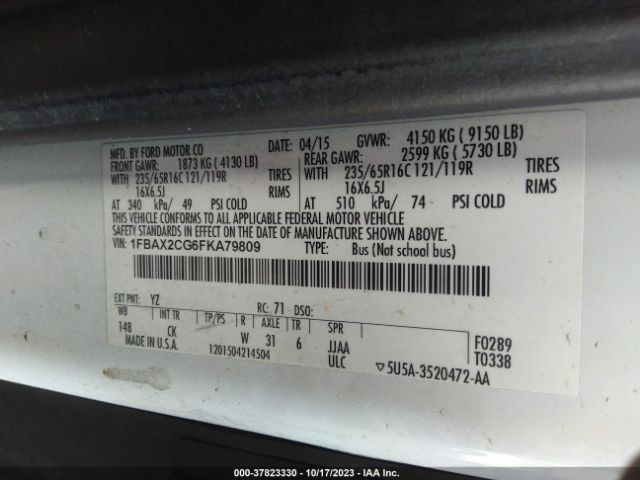 MFD. BY FORD MOTOR CO DATE: 04/15 GVWR: 4150 KG ( 9150 LB)
FRONT GAWR: 1873 KG ( 4130 LB) REAR GAWR: 2599 KG ( 5730 LB)
WITH 235/65R16C 121/119R TIRES WITH 235/65R16C 121/119R TIRES
16X6.5J RIMS 16X6.5J RIMS
AT 340 kPa/ 49 PSI COLD AT 510 kPa/ 74 PSI COLD
THIS VEHICLE CONFORMS TO ALL APPLICABLE FEDERAL MOTOR VEHICLE
SAFETY STANDARDS IN EFFECT ON THE DATE OF MANUFACTURE SHOWN ABOVE.
VIN: 1FBAX2CG6FKA79809 TYPE: Bus (Not school bus)
EXT PNT: YZ RC: 71 DSO:
WB INT TR TP/PS R AXLE TR SPR
148 CK W 31 6 JJAA F0289
MADE IN U.S.A. 1201504214504 ULC T0338
▽5U5A-3520472-AA
000-37823330 - 10/17/2023 - IAA Inc.